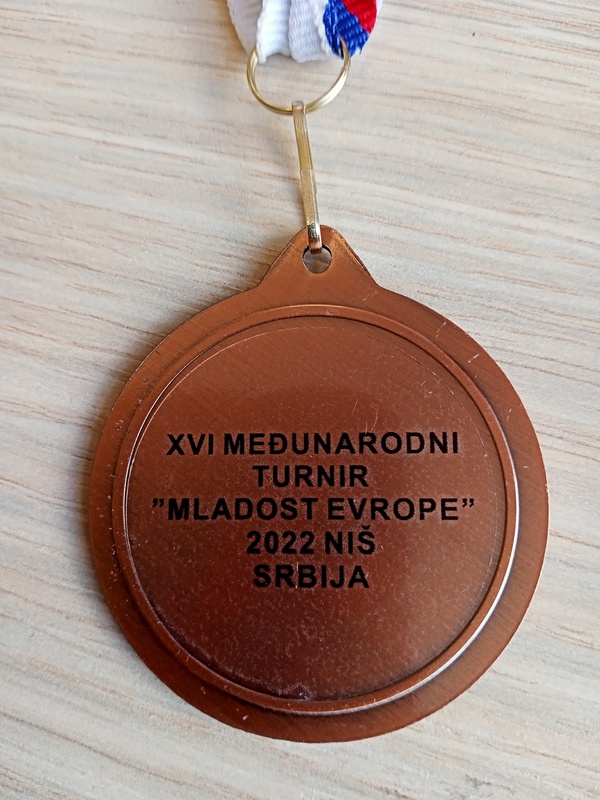 XVI MEĐUNARODNI
TURNIR
”MLADOST EVROPE”
2022 NIŠ
SRBIJA